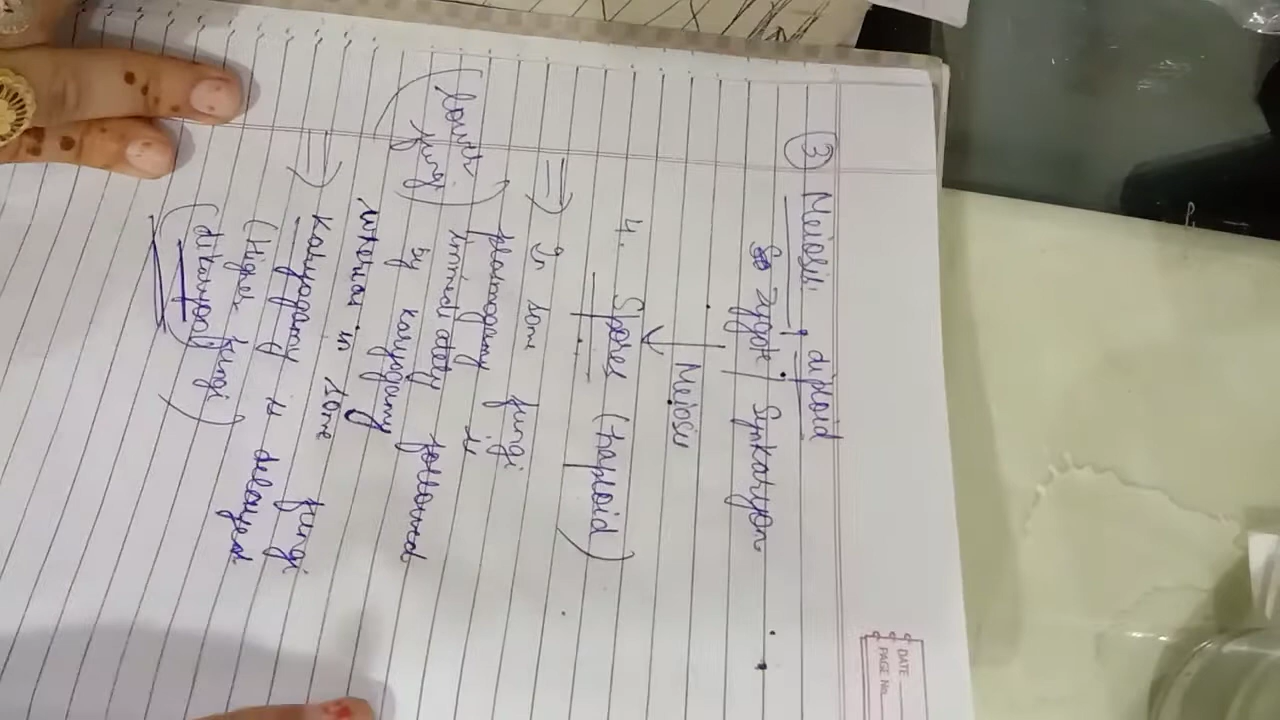 DATE
PAGE No.
③ Meiosis: diploid
Zygote / Synkaryon
Meiosis
4. Spores (haploid)
⇒ In some fungi
plasmogamy is
(lower fungi) immediately followed
by karyogamy
whereas in some fungi
⇒ Karyogamy is delayed
(Higher fungi)
(dikaryon)